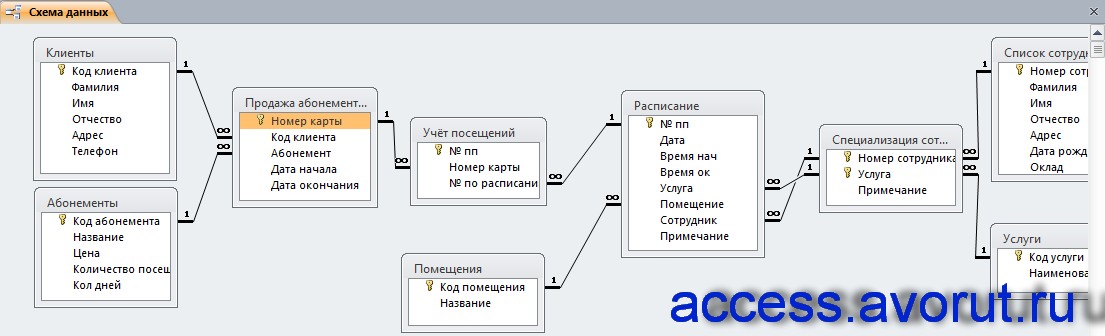 Схема данных
Клиенты
Код клиента
Фамилия
Имя
Отчество
Адрес
Телефон
Абонементы
Код абонемента
Название
Цена
Количество посещ
Кол дней
Продажа абонемент...
Номер карты
Код клиента
Абонемент
Дата начала
Дата окончания
Учёт посещений
№ пп
Номер карты
№ по расписани
Помещения
Код помещения
Название
Расписание
№ пп
Дата
Время нач
Время ок
Услуга
Помещение
Сотрудник
Примечание
Специализация сот...
Номер сотрудника
Услуга
Примечание
Список сотрудн
Номер сотр
Фамилия
Имя
Отчество
Адрес
Дата рожд
Оклад
Услуги
Код услуги
Наименова
1
∞
∞
1
1
∞
1
∞
∞
1
∞
∞
1
1
∞
∞
1
1
access.avorut.ru